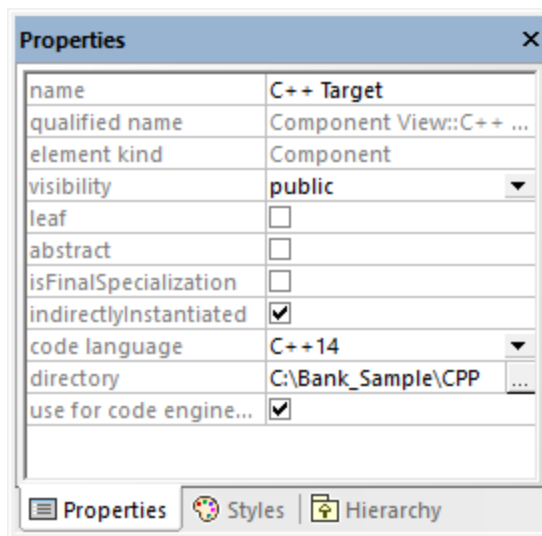 Properties
name C++ Target
qualified name Component View::C++ ...
element kind Component
visibility public
leaf
abstract
isFinalSpecialization
indirectlyInstantiated
code language C++14
directory C:\Bank_Sample\CPP ...
use for code engine...
Properties Styles Hierarchy